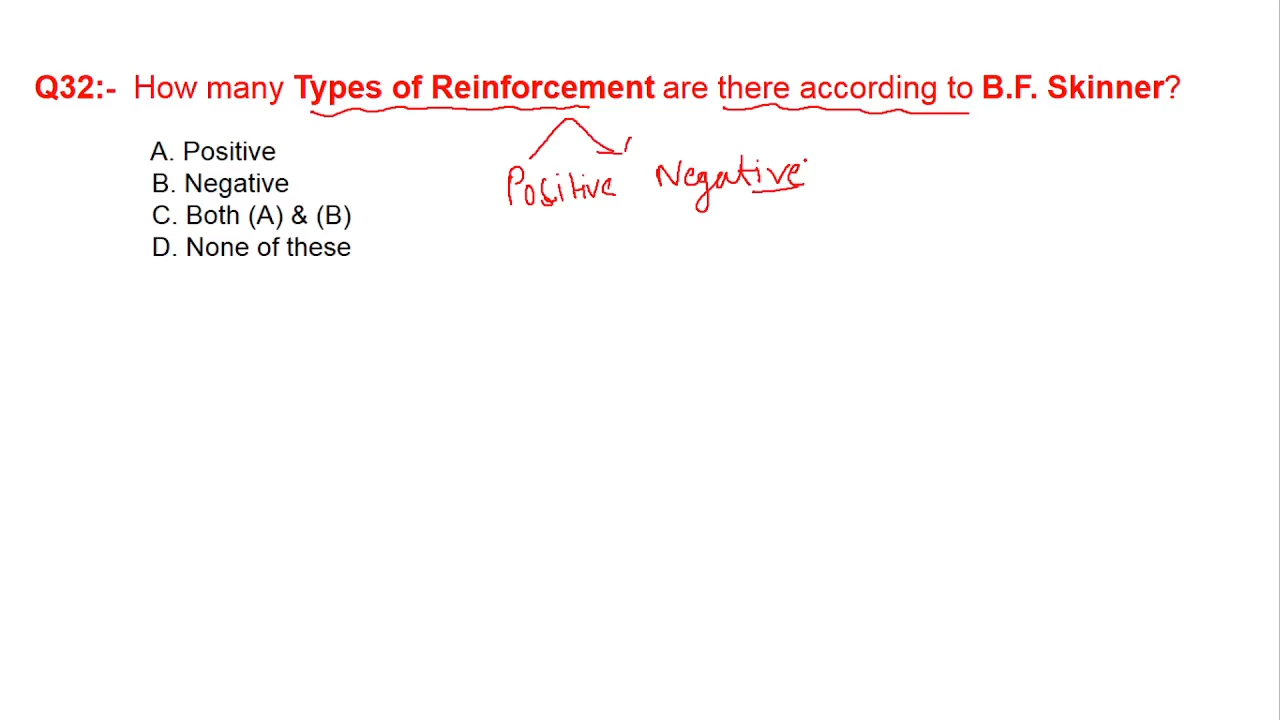 Q32:- How many Types of Reinforcement are there according to B.F. Skinner?
A. Positive
B. Negative
C. Both (A) & (B)
D. None of these
Positive Negative